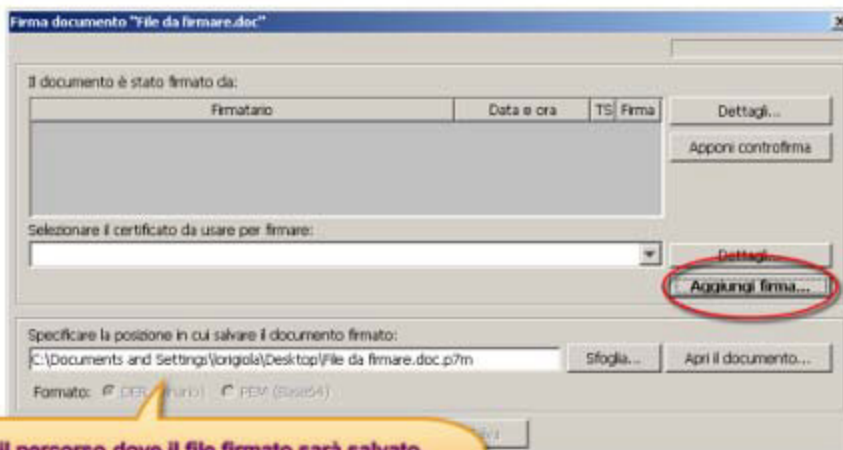 Firma documento "File da firmare.doc"
Il documento è stato firmato da:
Firmatario Data e ora TS Firma
Dettagli...
Apponi controfirma
Selezionare il certificato da usare per firmare:
Dettagli...
Aggiungi firma...
Specificare la posizione in cui salvare il documento firmato:
C:\Documents and Settings\lorigiola\Desktop\File da firmare.doc.p7m Sfoglia... Apri il documento...
Formato: DER PEM (Base64)
il percorso dove il file firmato sarà salvato